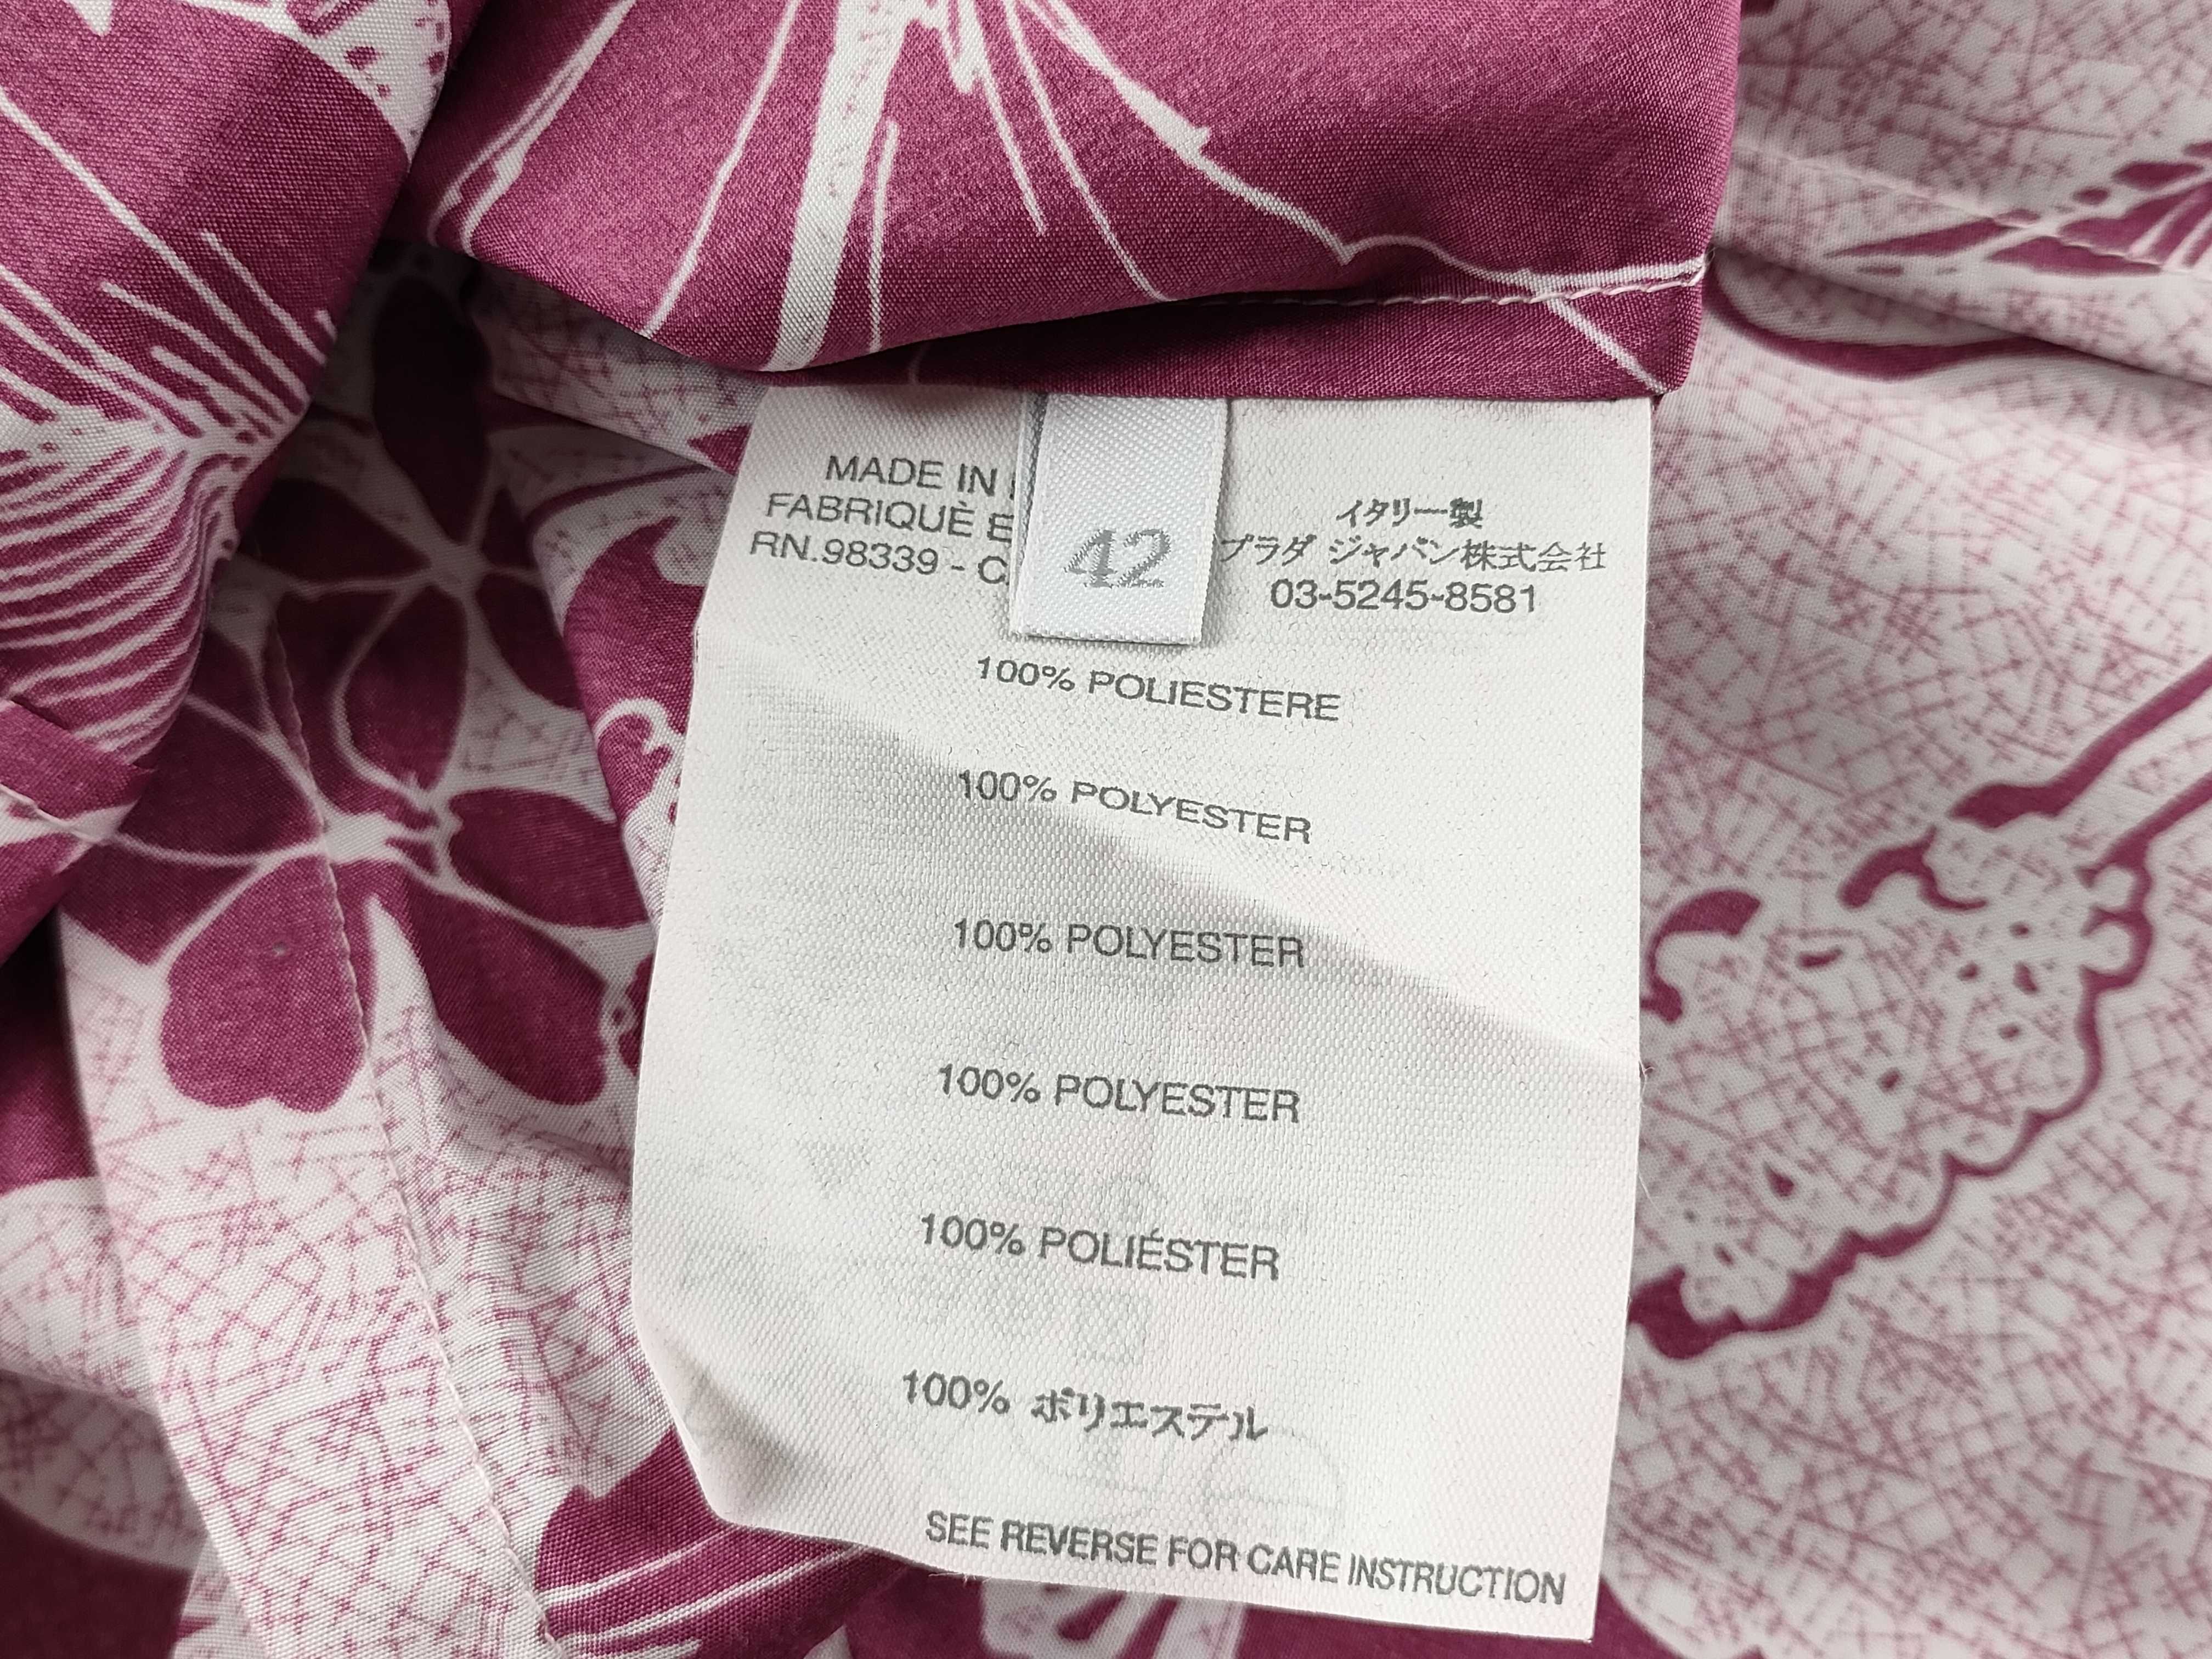 MADE IN
FABRIQUÈ E
RN.98339 - C
42
イタリー製
プラダ ジャパン株式会社
03-5245-8581
100% POLIESTERE
100% POLYESTER
100% POLYESTER
100% POLYESTER
100% POLIÉSTER
100% ポリエステル
SEE REVERSE FOR CARE INSTRUCTION